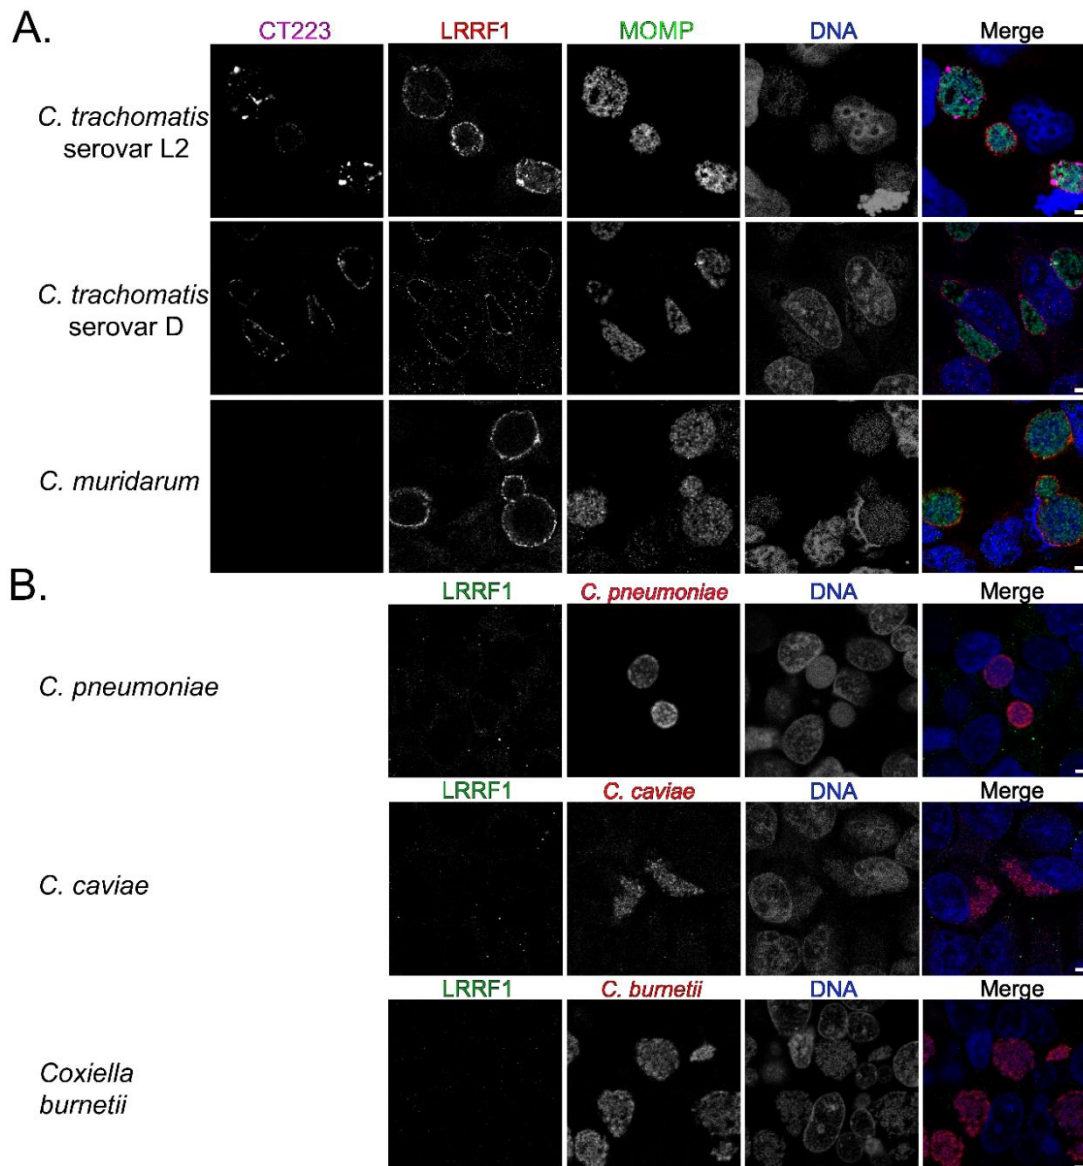 A.
CT223 LRRF1 MOMP DNA Merge
C. trachomatis
serovar L2
C. trachomatis
serovar D
C. muridarum
B.
LRRF1 C. pneumoniae DNA Merge
C. pneumoniae
LRRF1 C. caviae DNA Merge
C. caviae
LRRF1 C. burnetii DNA Merge
Coxiella
burnetii